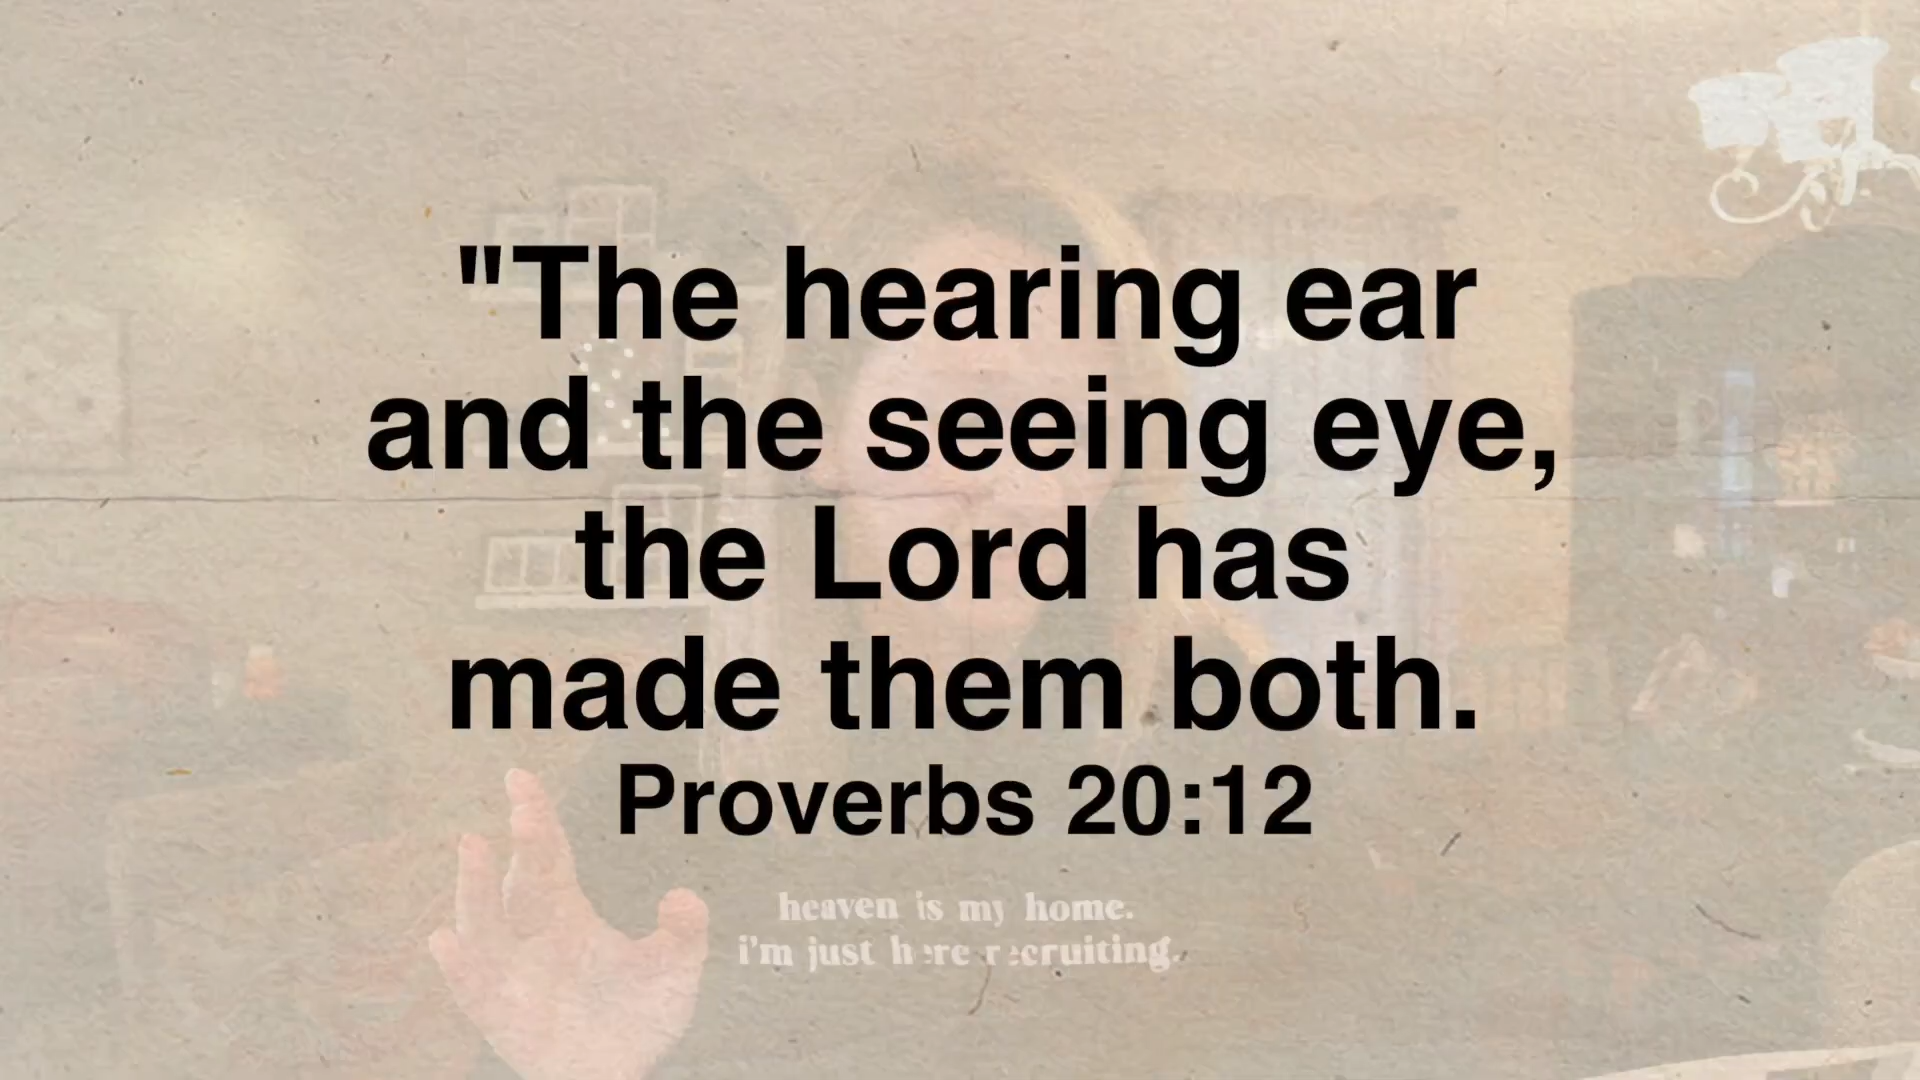 "The hearing ear
and the seeing eye,
the Lord has
made them both.
Proverbs 20:12
heaven is my home.
i'm just here recruiting.